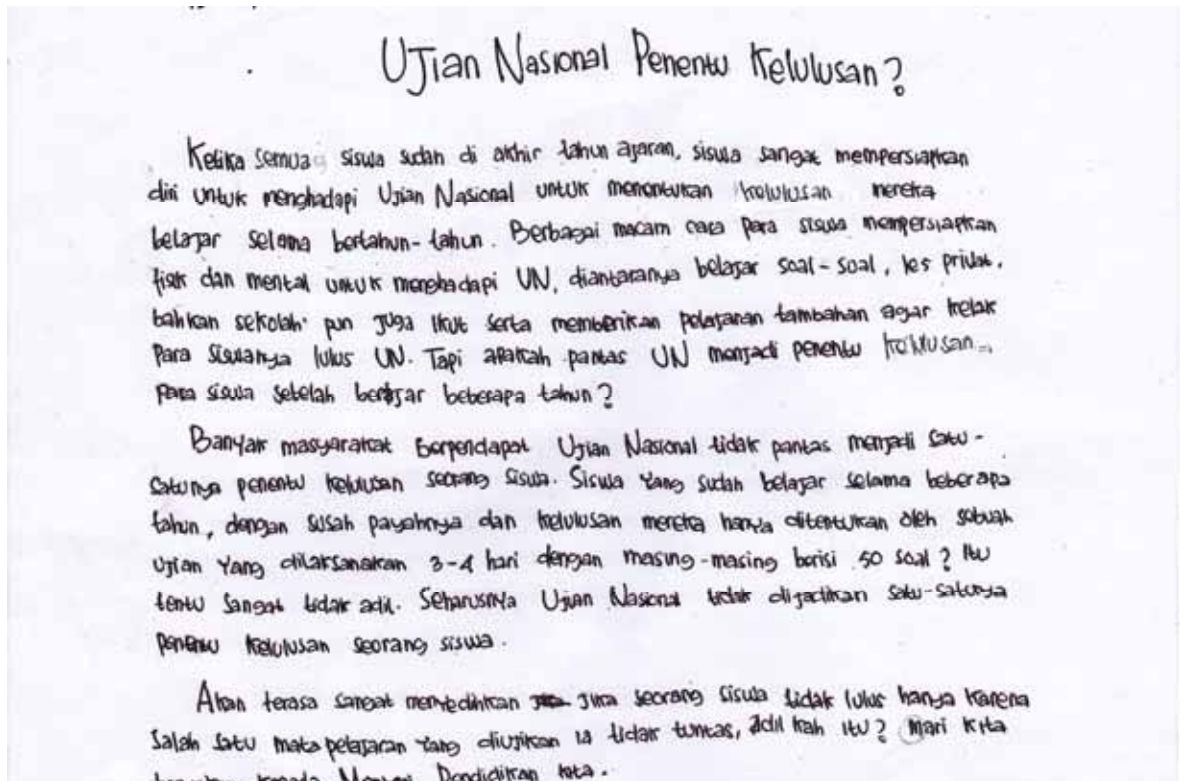 Ujian Nasional Penentu Kelulusan?
Ketika semua siswa sudah di akhir tahun ajaran, siswa sangat mempersiapkan
diri untuk menghadapi Ujian Nasional untuk menentukan kelulusan mereka
belajar selama bertahun-tahun. Berbagai macam cara para siswa mempersiapkan
fisik dan mental untuk menghadapi UN, diantaranya belajar soal-soal, les privat,
bahkan sekolah pun juga ikut serta memberikan pelajaran tambahan agar kelak
para siswanya lulus UN. Tapi apakah pantas UN menjadi penentu kelulusan
para siswa setelah belajar beberapa tahun?
Banyak masyarakat berpendapat Ujian Nasional tidak pantas menjadi satu-
satunya penentu kelulusan seorang siswa. Siswa yang sudah belajar selama beberapa
tahun, dengan susah payahnya dan kelulusan mereka hanya ditentukan oleh sebuah
ujian yang dilaksanakan 3-4 hari dengan masing-masing berisi 50 soal? Itu
tentu sangat tidak adil. Seharusnya Ujian Nasional tidak dijadikan satu-satunya
penentu kelulusan seorang siswa.
Akan terasa sangat menyedihkan jika seorang siswa tidak lulus hanya karena
salah satu mata pelajaran yang diujikan ia tidak tuntas, adil kah itu? Mari kita
kepada Menteri Pendidikan kita.